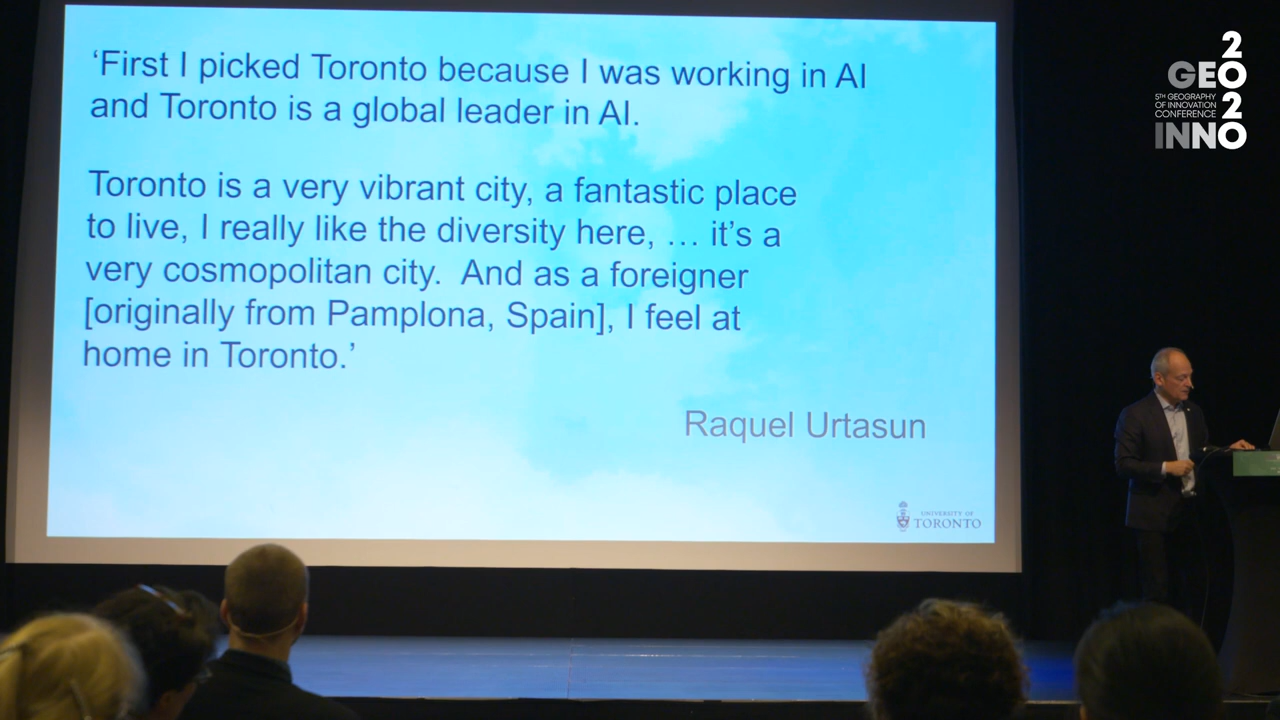 ‘First I picked Toronto because I was working in AI
and Toronto is a global leader in AI.
Toronto is a very vibrant city, a fantastic place
to live, I really like the diversity here, … it’s a
very cosmopolitan city. And as a foreigner
[originally from Pamplona, Spain], I feel at
home in Toronto.’
Raquel Urtasun
UNIVERSITY OF
TORONTO
2
GEO
5TH GEOGRAPHY
OF INNOVATION
CONFERENCE
2
INNO